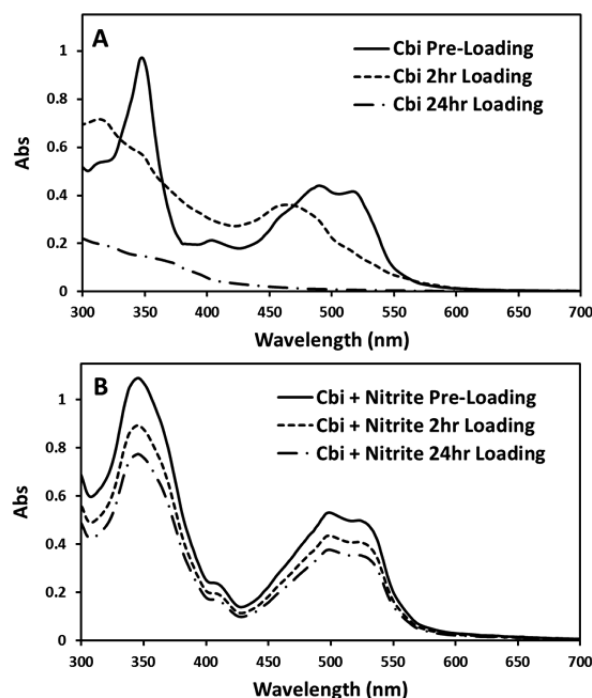 A
Cbi Pre-Loading
Cbi 2hr Loading
Cbi 24hr Loading
Abs
1
0.8
0.6
0.4
0.2
0
300 350 400 450 500 550 600 650 700
Wavelength (nm)
B
Cbi + Nitrite Pre-Loading
Cbi + Nitrite 2hr Loading
Cbi + Nitrite 24hr Loading
Abs
1
0.8
0.6
0.4
0.2
0
300 350 400 450 500 550 600 650 700
Wavelength (nm)